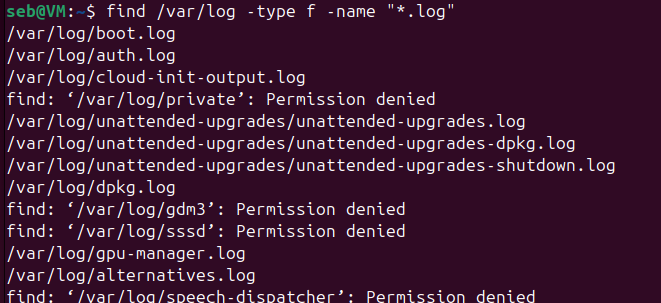 seb@VM:~$ find /var/log -type f -name "*.log"
/var/log/boot.log
/var/log/auth.log
/var/log/cloud-init-output.log
find: ‘/var/log/private’: Permission denied
/var/log/unattended-upgrades/unattended-upgrades.log
/var/log/unattended-upgrades/unattended-upgrades-dpkg.log
/var/log/unattended-upgrades/unattended-upgrades-shutdown.log
/var/log/dpkg.log
find: ‘/var/log/gdm3’: Permission denied
find: ‘/var/log/sssd’: Permission denied
/var/log/gpu-manager.log
/var/log/alternatives.log
find: ‘/var/log/speech-dispatcher’: Permission denied